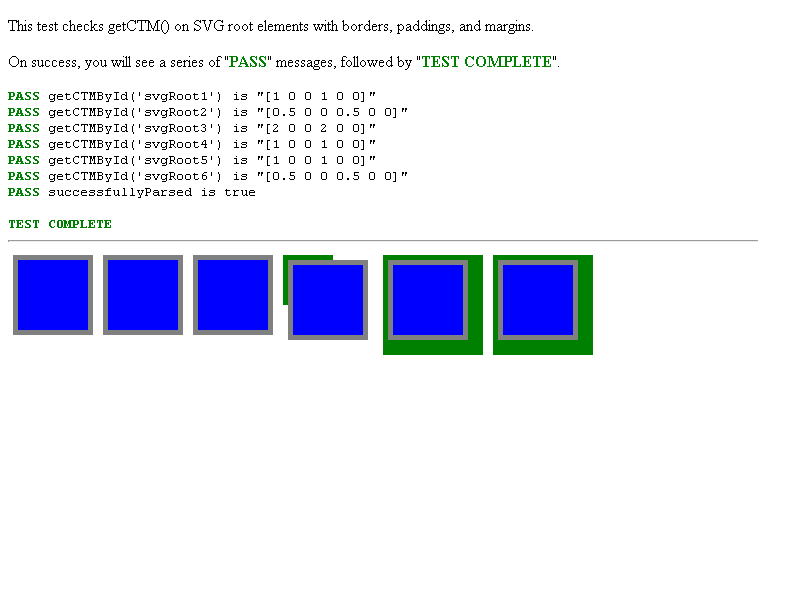 This test checks getCTM() on SVG root elements with borders, paddings, and margins.
On success, you will see a series of "PASS" messages, followed by "TEST COMPLETE".
PASS getCTMById('svgRoot1') is "[1 0 0 1 0 0]"
PASS getCTMById('svgRoot2') is "[0.5 0 0 0.5 0 0]"
PASS getCTMById('svgRoot3') is "[2 0 0 2 0 0]"
PASS getCTMById('svgRoot4') is "[1 0 0 1 0 0]"
PASS getCTMById('svgRoot5') is "[1 0 0 1 0 0]"
PASS getCTMById('svgRoot6') is "[0.5 0 0 0.5 0 0]"
PASS successfullyParsed is true
TEST COMPLETE